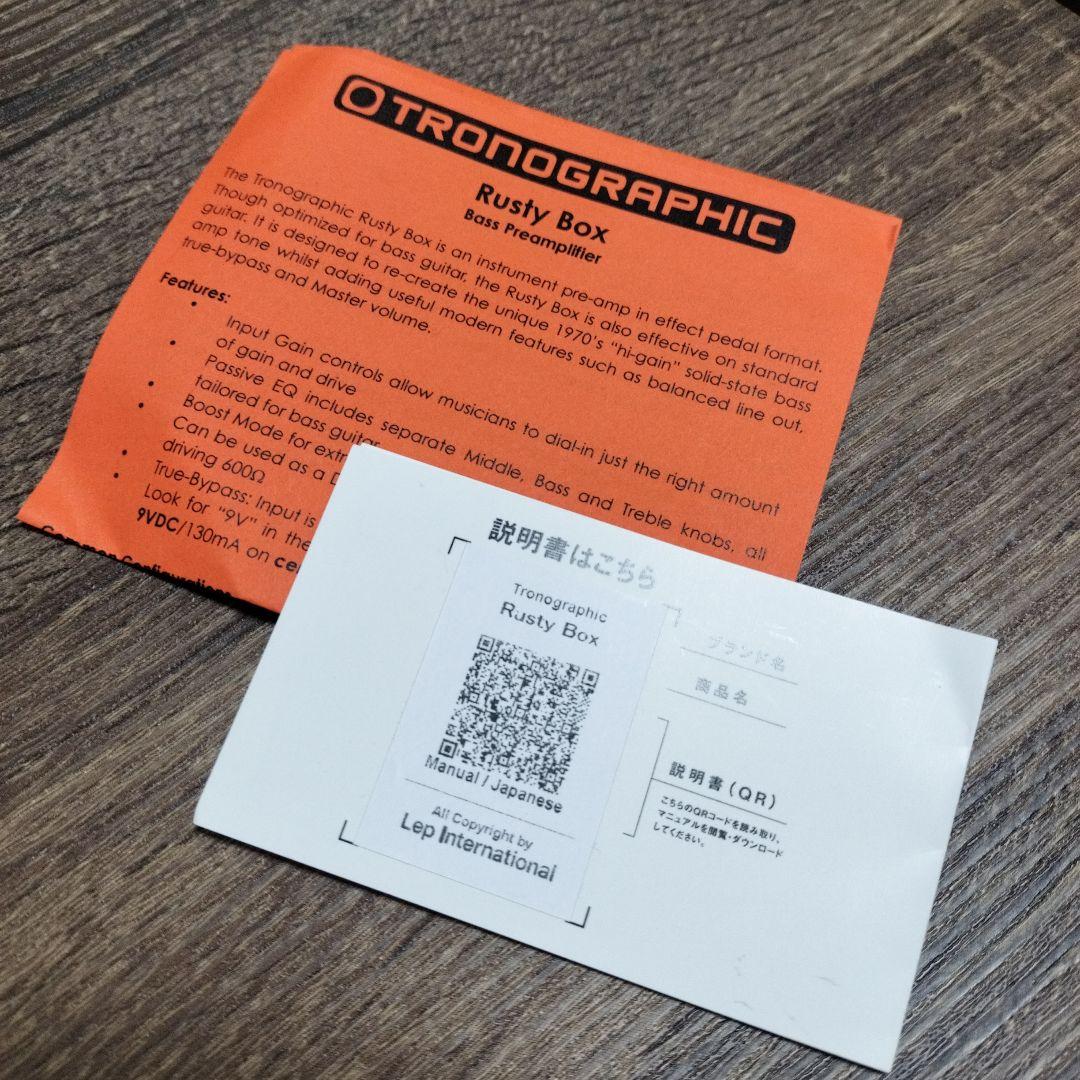 TRONOGRAPHIC
Rusty Box
Bass Preamplifier
The Tronographic Rusty Box is an instrument pre-amp in effect pedal format.
Though optimized for bass guitar, the Rusty Box is also effective on standard
guitar. It is designed to re-create the unique 1970's "hi-gain" solid-state bass
amp tone whilst adding useful modern features such as balanced line out,
true-bypass and Master volume.
Features:
• Input Gain controls allow musicians to dial-in just the right amount
of gain and drive
• Passive EQ includes separate Middle, Bass and Treble knobs, all
tailored for bass guitar
• Boost Mode for
• Can be used as a
driving 600Ω
• True-Bypass: Input is
• Look for "9V" in the
9VDC/130mA on
説明書はこちら
Tronographic
Rusty Box
Manual / Japanese
All Copyright by
Lep International
ブランド名
商品名
説明書(QR)
こちらのQRコードを読み取り、
マニュアルを閲覧・ダウンロード
してください。